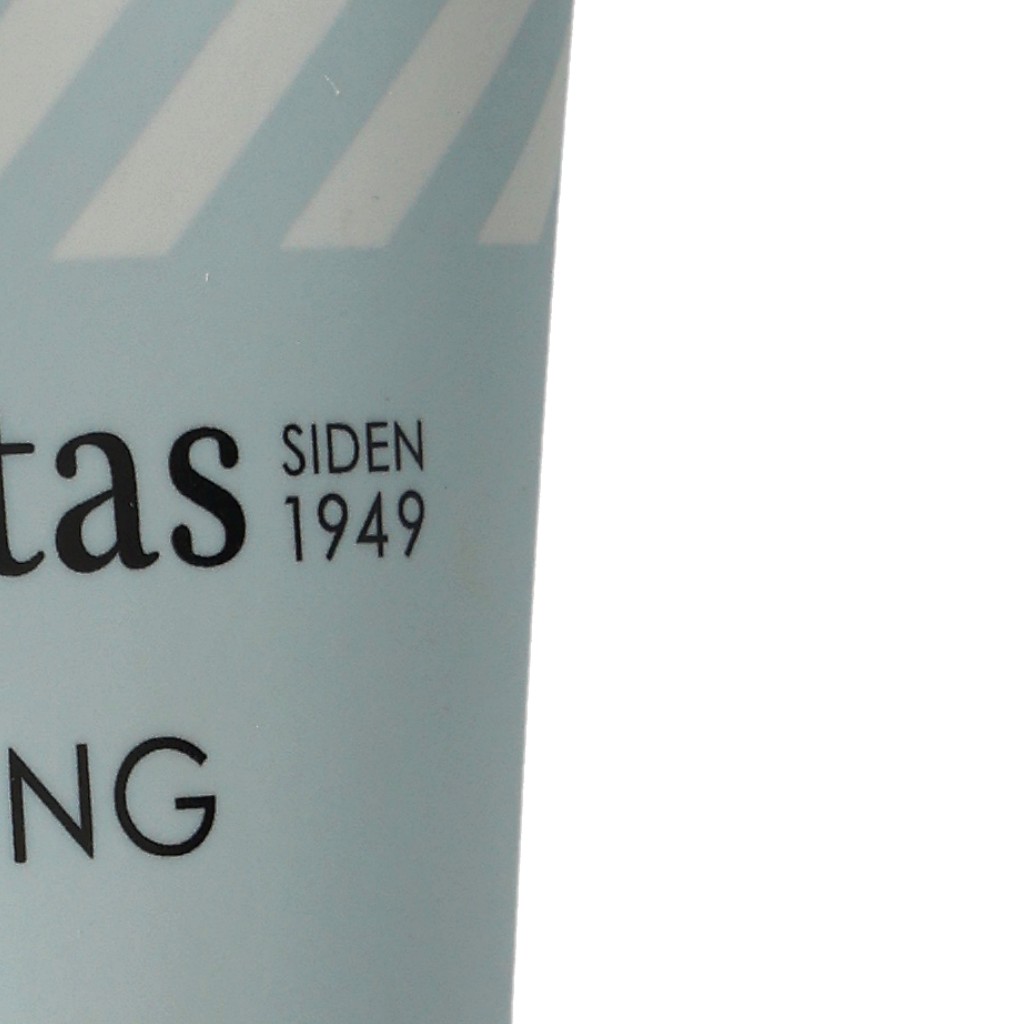 tas
SIDEN
1949
NG